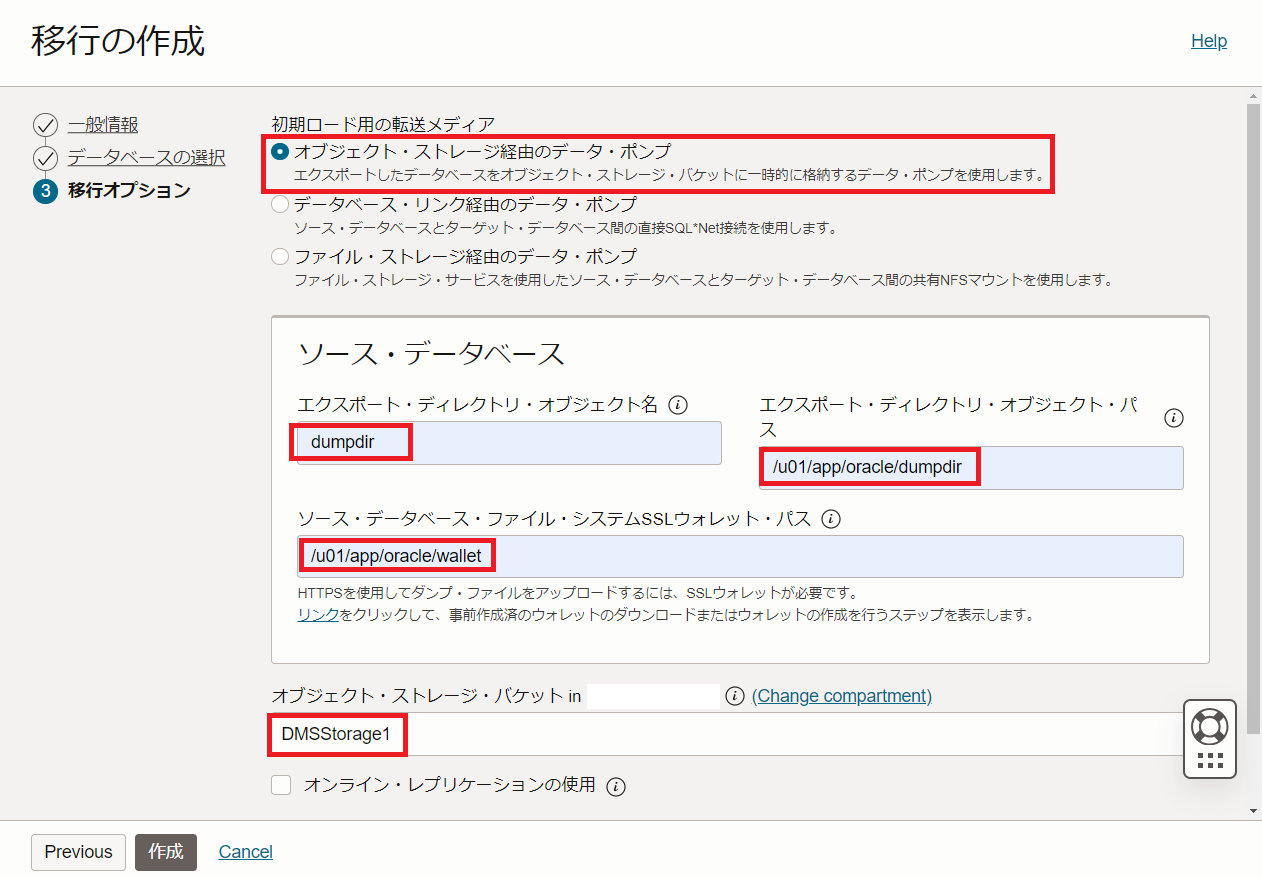 移行の作成
Help
一般情報
データベースの選択
3 移行オプション
初期ロード用の転送メディア
オブジェクト・ストレージ経由のデータ・ポンプ
エクスポートしたデータベースをオブジェクト・ストレージ・バケットに一時的に格納するデータ・ポンプを使用します。
データベース・リンク経由のデータ・ポンプ
ソース・データベースとターゲット・データベース間の直接SQL*Net接続を使用します。
ファイル・ストレージ経由のデータ・ポンプ
ファイル・ストレージ・サービスを使用したソース・データベースとターゲット・データベース間の共有NFSマウントを使用します。
ソース・データベース
エクスポート・ディレクトリ・オブジェクト名
dumpdir
エクスポート・ディレクトリ・オブジェクト・パ
ス
/u01/app/oracle/dumpdir
ソース・データベース・ファイル・システムSSLウォレット・パス
/u01/app/oracle/wallet
HTTPSを使用してダンプ・ファイルをアップロードするには、SSLウォレットが必要です。
リンクをクリックして、事前作成済のウォレットのダウンロードまたはウォレットの作成を行うステップを表示します。
オブジェクト・ストレージ・バケット in (Change compartment)
DMSStorage1
オンライン・レプリケーションの使用
Previous 作成 Cancel